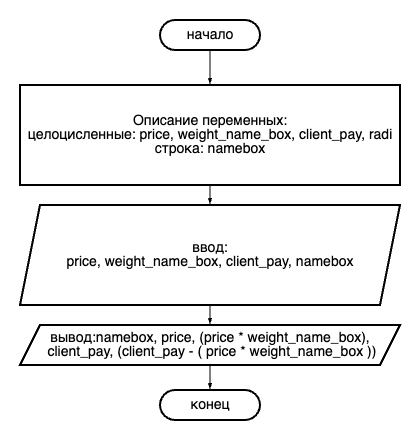 начало
Описание переменных:
целоцисленные: price, weight_name_box, client_pay, radi
строка: namebox
ввод:
price, weight_name_box, client_pay, namebox
вывод:namebox, price, (price * weight_name_box),
client_pay, (client_pay - ( price * weight_name_box ))
конец